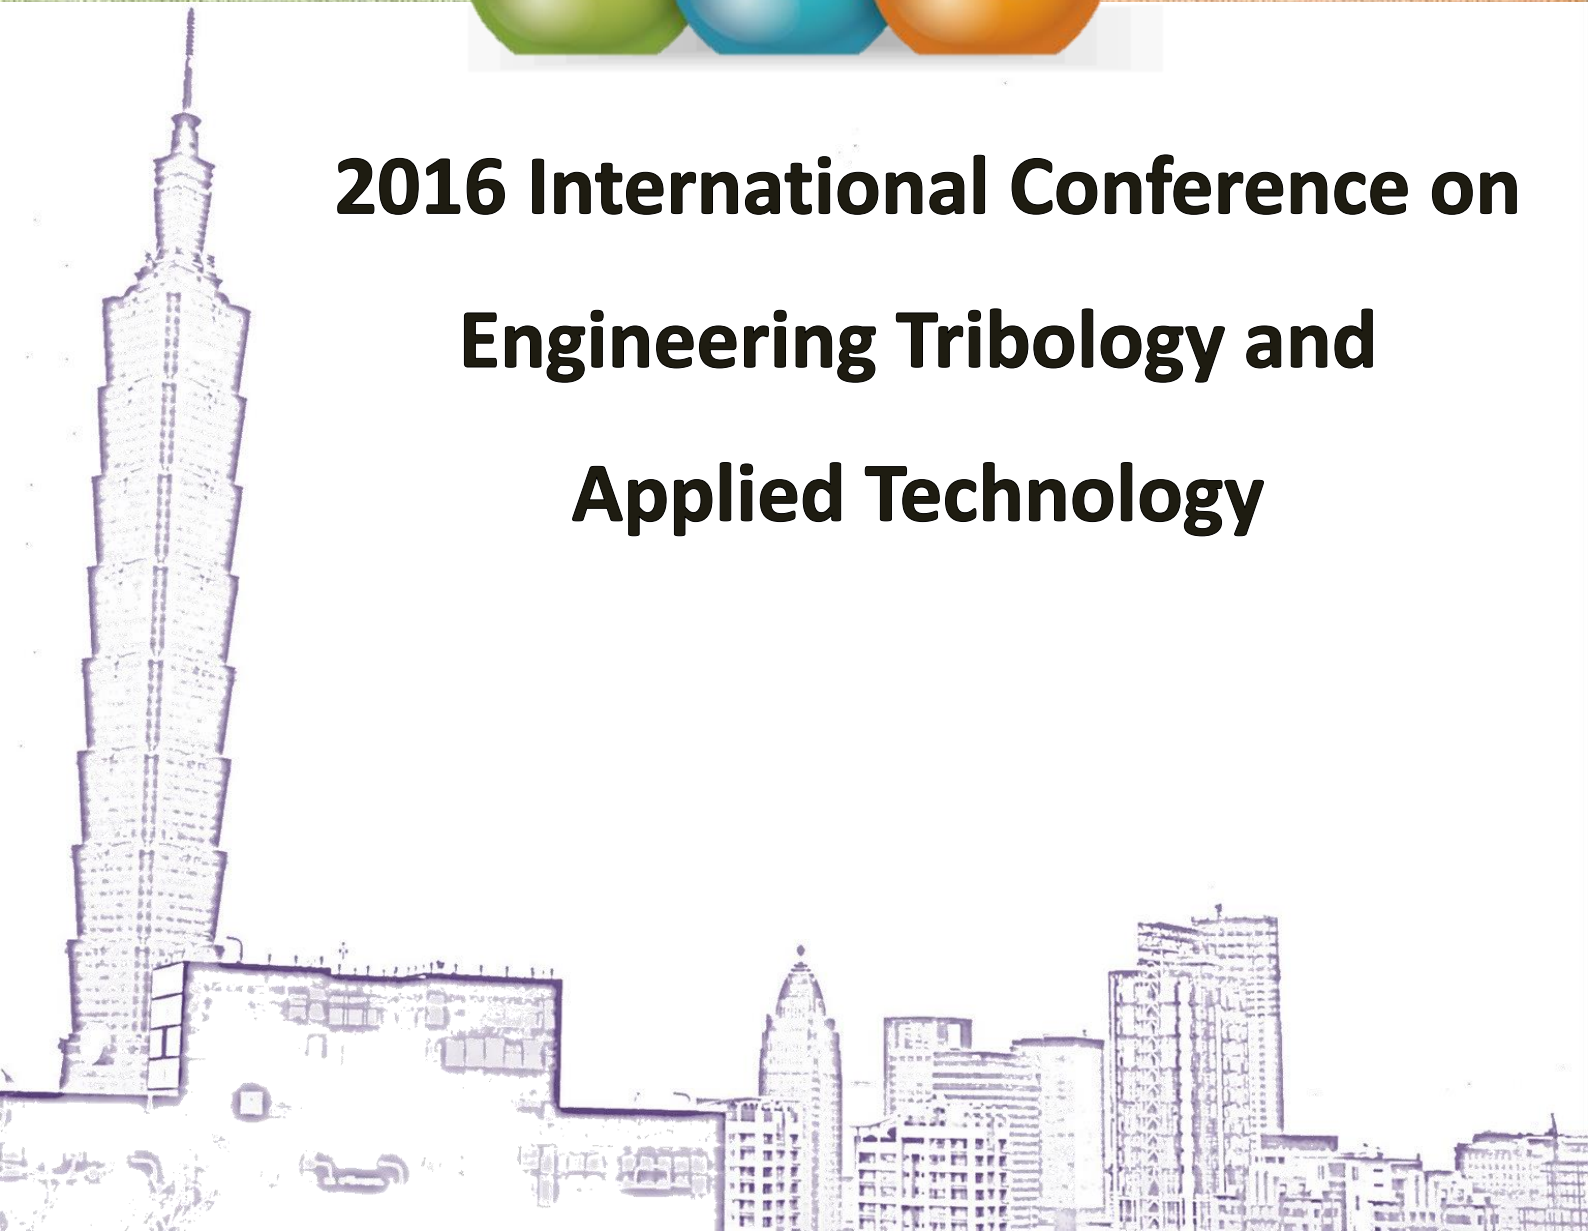 2016 International Conference on
Engineering Tribology and
Applied Technology